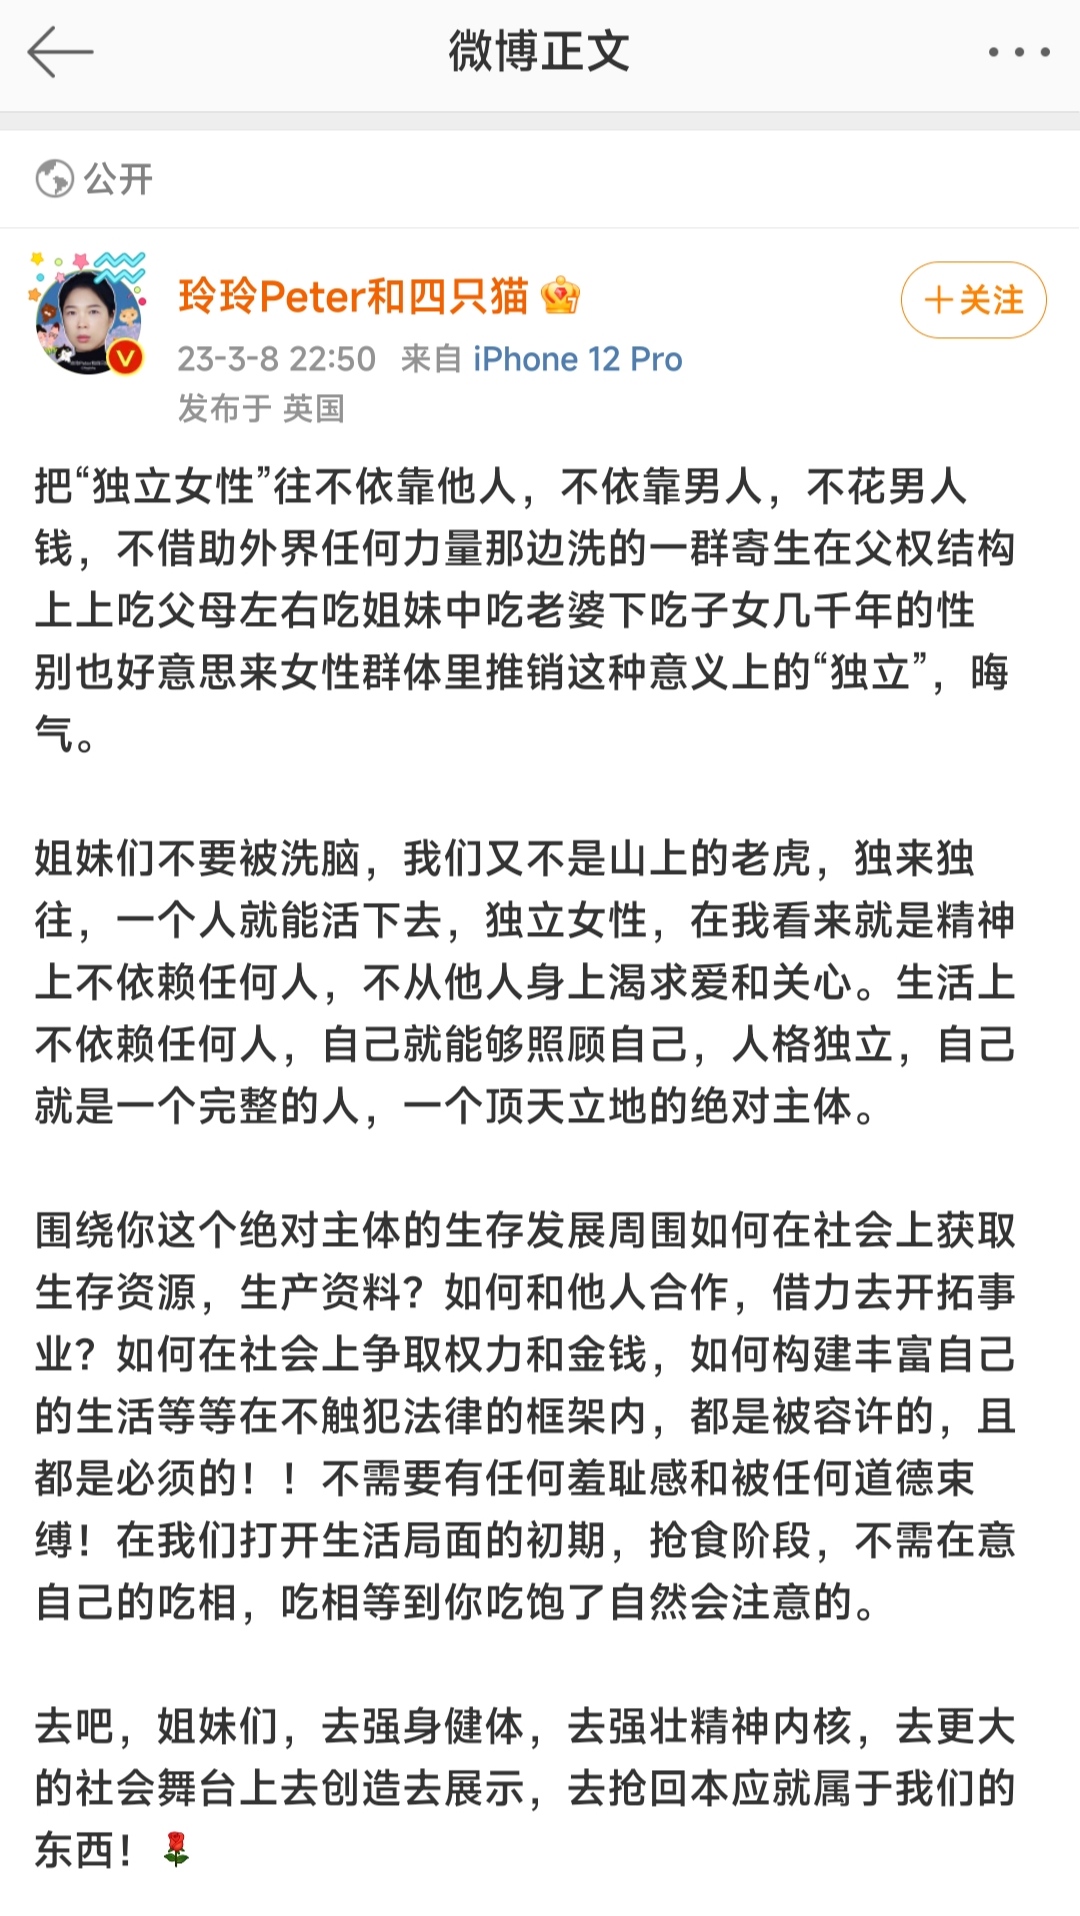 微博正文
公开
玲玲Peter和四只猫
+关注
23-3-8 22:50 来自 iPhone 12 Pro
发布于 英国
把“独立女性”往不依靠他人，不依靠男人，不花男人
钱，不借助外界任何力量那边洗的一群寄生在父权结构
上上吃父母左右吃姐妹中吃老婆下吃子女几千年的性
别也好意思来女性群体里推销这种意义上的“独立”，晦
气。
姐妹们不要被洗脑，我们又不是山上的老虎，独来独
往，一个人就能活下去，独立女性，在我看来就是精神
上不依赖任何人，不从他人身上渴求爱和关心。生活上
不依赖任何人，自己就能够照顾自己，人格独立，自己
就是一个完整的人，一个顶天立地的绝对主体。
围绕你这个绝对主体的生存发展周围如何在社会上获取
生存资源，生产资料？如何和他人合作，借力去开拓事
业？如何在社会上争取权力和金钱，如何构建丰富自己
的生活等等在不触犯法律的框架内，都是被容许的，且
都是必须的！！不需要有任何羞耻感和被任何道德束
缚！在我们打开生活局面的初期，抢食阶段，不需在意
自己的吃相，吃相等到你吃饱了自然会注意的。
去吧，姐妹们，去强身健体，去强壮精神内核，去更大
的社会舞台上去创造去展示，去抢回本应就属于我们的
东西！🌹